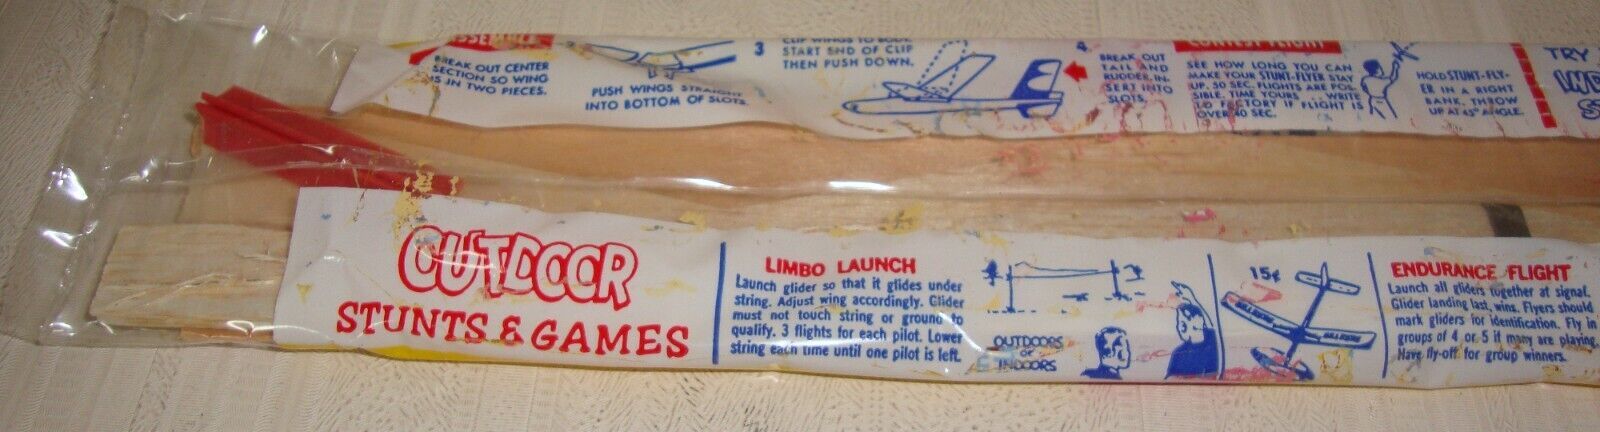 ASSEMBLE
BREAK OUT CENTER
SECTION SO WING
IS IN TWO PIECES.
PUSH WINGS STRAIGHT
INTO BOTTOM OF SLOTS.
3
CLIP WINGS TO BODY.
START END OF CLIP
THEN PUSH DOWN.
4
BREAK OUT
TAIL AND
RUDDER, IN-
SERT INTO
SLOTS.
CONTEST FLIGHT
SEE HOW LONG YOU CAN
MAKE YOUR STUNT-FLYER STAY
UP. 50 SEC. FLIGHTS ARE POS-
SIBLE. TIME YOURS WRITE
TO FACTORY IF FLIGHT IS
OVER 40 SEC.
HOLD STUNT-FLY-
ER IN A RIGHT
BANK, THROW
UP AT 45° ANGLE.
TRY
OUTDOOR
STUNTS & GAMES
LIMBO LAUNCH
Launch glider so that it glides under
string. Adjust wing accordingly. Glider
must not touch string or ground to
qualify. 3 flights for each pilot. Lower
string each time until one pilot is left.
OUTDOORS
OR
INDOORS
15¢
ENDURANCE FLIGHT
Launch all gliders together at signal.
Glider landing last, wins. Flyers should
mark gliders for identification. Fly in
groups of 4 or 5 if many are playing.
Have fly-off for group winners.